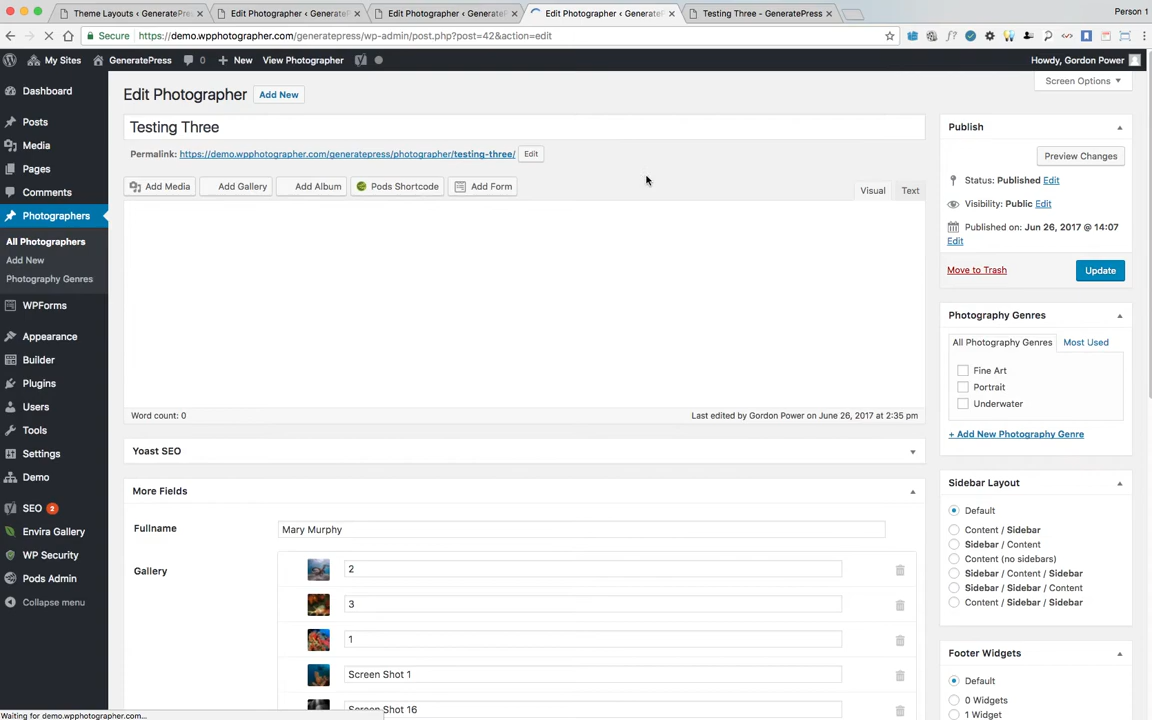 Theme Layouts ‹ GeneratePre
Edit Photographer ‹ GenerateP
Edit Photographer ‹ GenerateP
Edit Photographer ‹ GenerateP
Testing Three - GeneratePress
Person 1
Secure
https://demo.wpphotographer.com/generatepress/wp-admin/post.php?post=42&action=edit
My Sites
GeneratePress
0
New
View Photographer
Howdy, Gordon Power
Screen Options
Dashboard
Posts
Media
Pages
Comments
Photographers
All Photographers
Add New
Photography Genres
WPForms
Appearance
Builder
Plugins
Users
Tools
Settings
Demo
SEO 2
Envira Gallery
WP Security
Pods Admin
Collapse menu
Edit Photographer
Add New
Testing Three
Permalink: https://demo.wpphotographer.com/generatepress/photographer/testing-three/ Edit
Add Media
Add Gallery
Add Album
Pods Shortcode
Add Form
Visual
Text
Word count: 0
Last edited by Gordon Power on June 26, 2017 at 2:35 pm
Yoast SEO
More Fields
Fullname
Mary Murphy
Gallery
2
3
1
Screen Shot 1
Screen Shot 16
Publish
Preview Changes
Status: Published Edit
Visibility: Public Edit
Published on: Jun 26, 2017 @ 14:07
Edit
Move to Trash
Update
Photography Genres
All Photography Genres
Most Used
Fine Art
Portrait
Underwater
+ Add New Photography Genre
Sidebar Layout
Default
Content / Sidebar
Sidebar / Content
Content (no sidebars)
Sidebar / Content / Sidebar
Sidebar / Sidebar / Content
Content / Sidebar / Sidebar
Footer Widgets
Default
0 Widgets
1 Widget
Waiting for demo.wpphotographer.com...